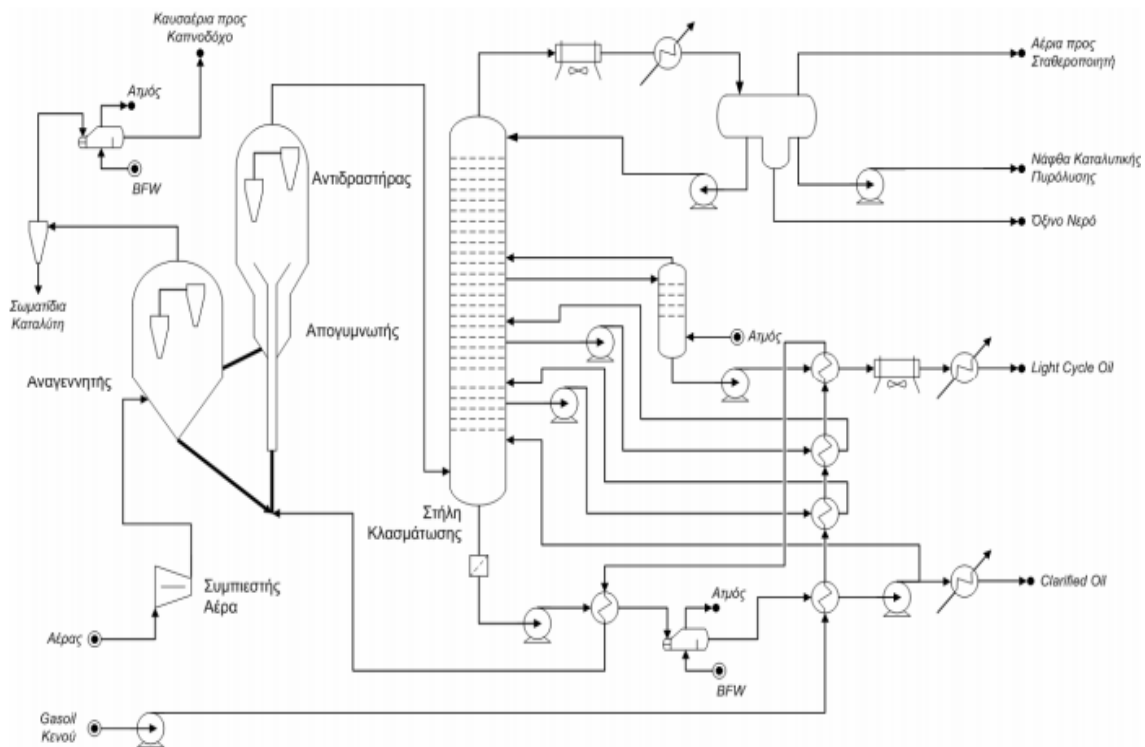 Καυσαέρια προς
Καπνοδόχο
Ατμός
BFW
Αντιδραστήρας
Αέρια προς
Σταθεροποιητή
Νάφθα Καταλυτικής
Πυρόλυσης
Όξινο Νερό
Σωματίδια
Καταλύτη
Απογυμνωτής
Ατμός
Αναγεννητής
Light Cycle Oil
Στήλη
Κλασμάτωσης
Συμπιεστής
Αέρα
Ατμός
Clarified Oil
Αέρας
BFW
Gasoil
Κενού